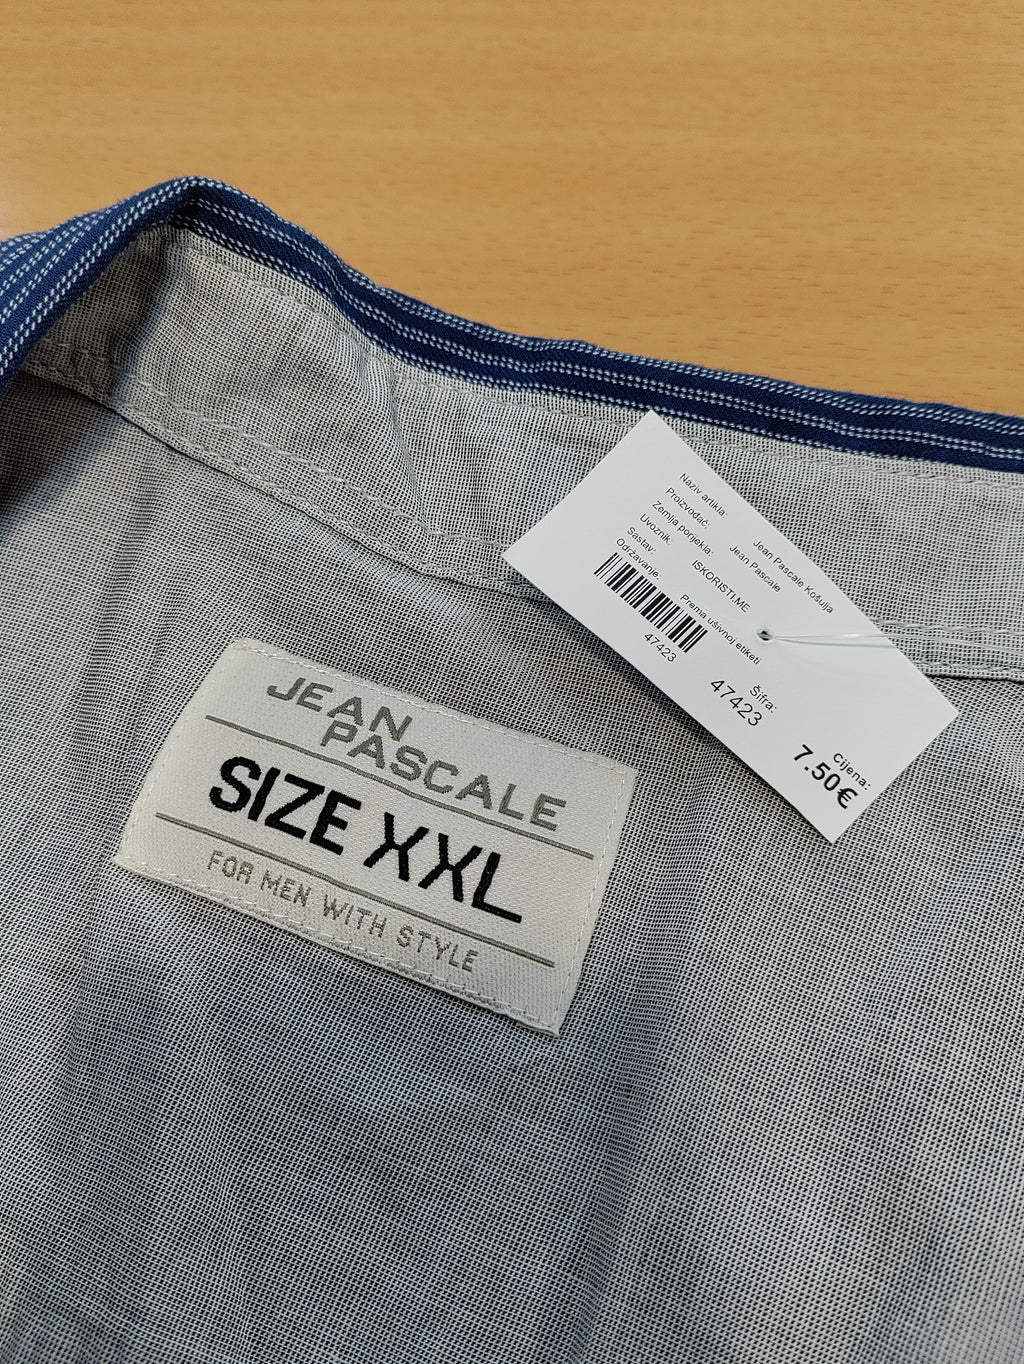 JEAN
PASCALE
SIZE XXL
FOR MEN WITH STYLE
Naziv artikla: Jean Pascale Košulja
Proizvođač: Jean Pascale
Zemlja porijekla:
Uvoznik: ISKORISTI.ME
Sastav:
Održavanje: Prema ušivnoj etiketi
47423
Šifra:
47423
Cijena:
7.50€